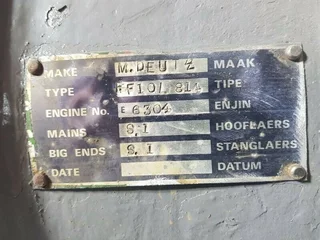 MAKE M.DEUTZ MAAK
TYPE FF10L 814 TIPE
ENGINE No. E6304 ENJIN
MAINS S.1 HOOFLAERS
BIG ENDS S.1 STANGLAERS
DATE DATUM